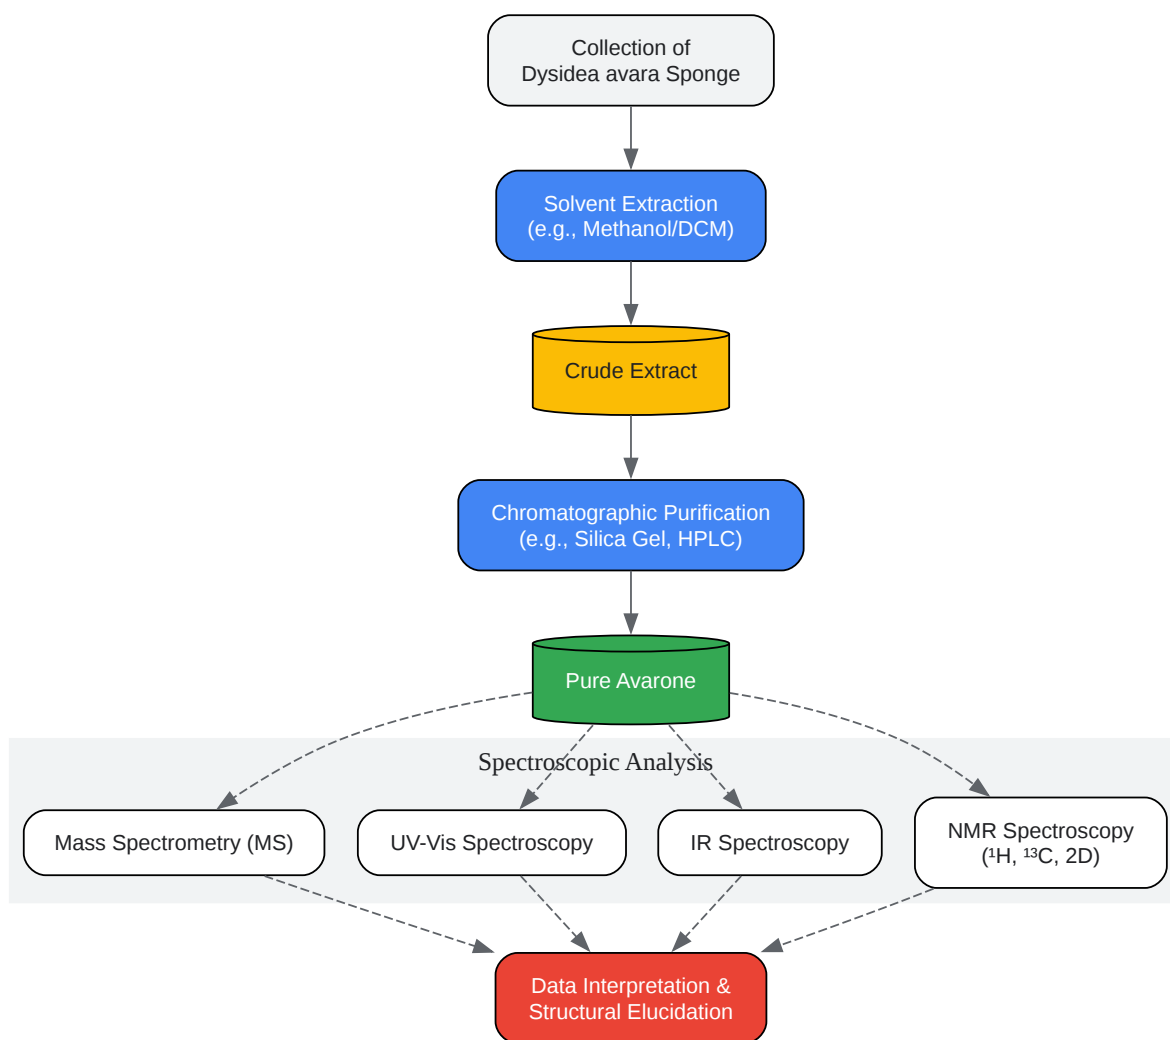 Collection of
Dysidea avara Sponge
Solvent Extraction
(e.g., Methanol/DCM)
Crude Extract
Chromatographic Purification
(e.g., Silica Gel, HPLC)
Pure Avarone
Spectroscopic Analysis
Mass Spectrometry (MS)
UV-Vis Spectroscopy
IR Spectroscopy
NMR Spectroscopy
(¹H, ¹³C, 2D)
Data Interpretation &
Structural Elucidation